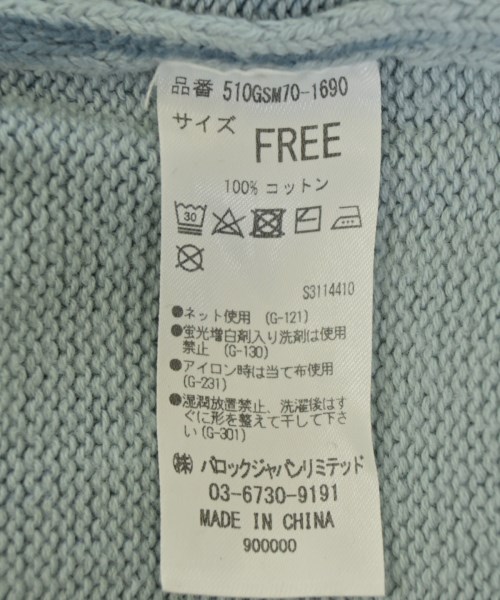 品番 510GSM70-1690
サイズ
FREE
100% コットン
30
S3114410
●ネット使用 (G-121)
●蛍光増白剤入り洗剤は使用
禁止 (G-130)
●アイロン時は当て布使用
(G-231)
●湿潤放置禁止、洗濯後はす
ぐに形を整えて干して下さ
い(G-301)
㈱ バロックジャパンリミテッド
03-6730-9191
MADE IN CHINA
900000